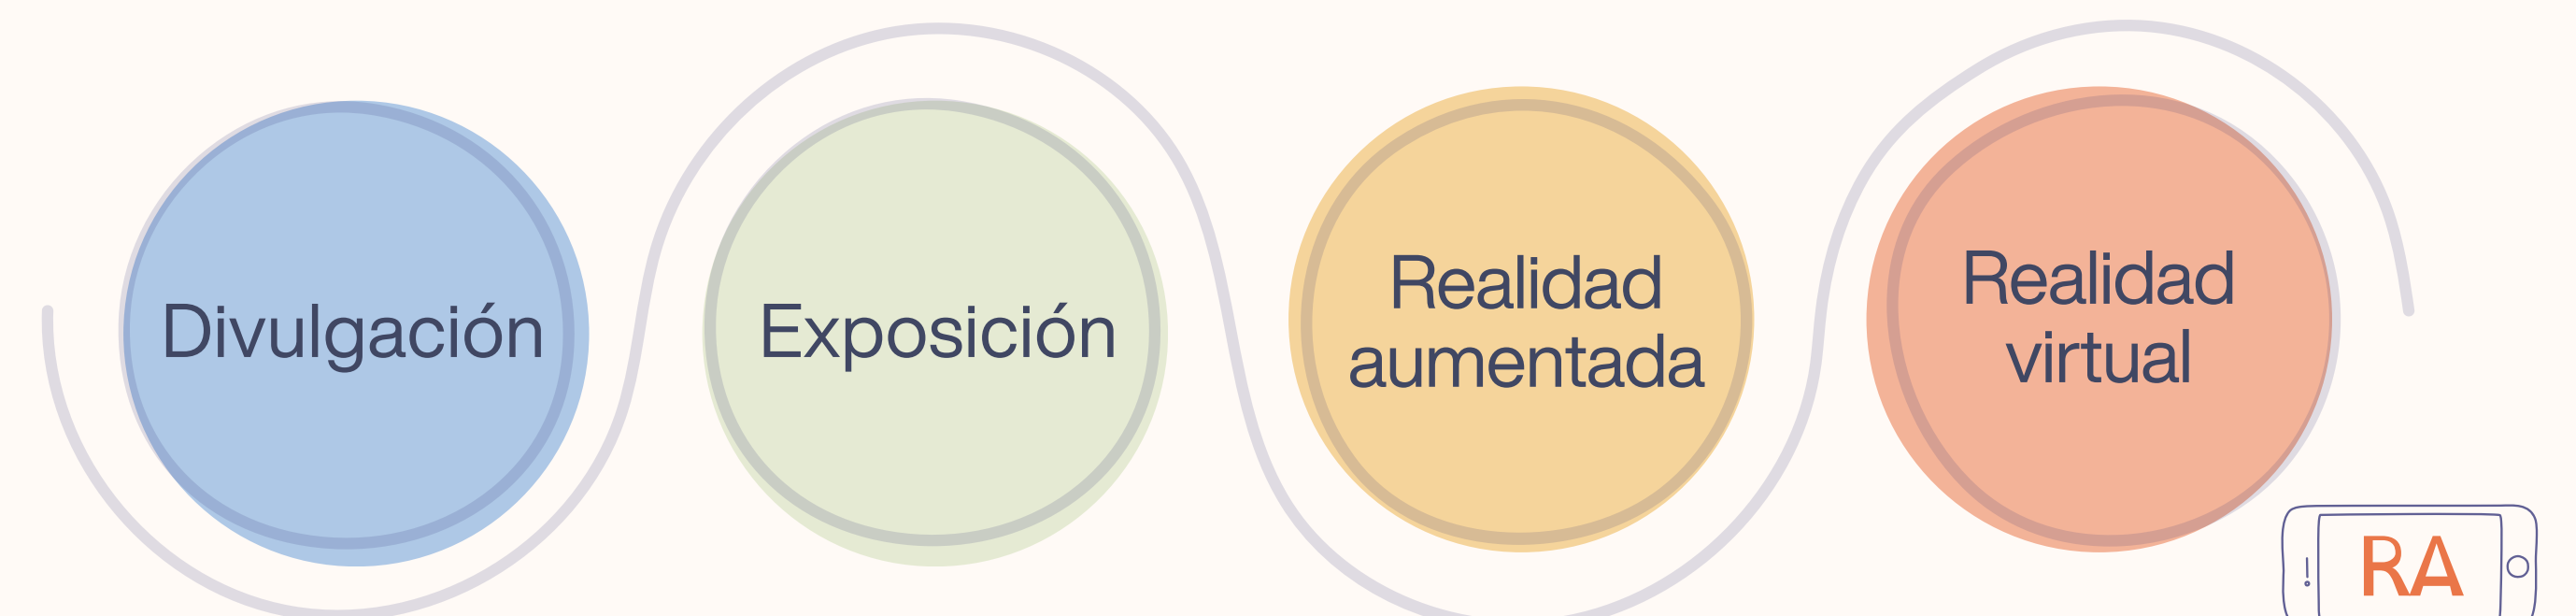 Divulgación
Exposición
Realidad
aumentada
Realidad
virtual
RA